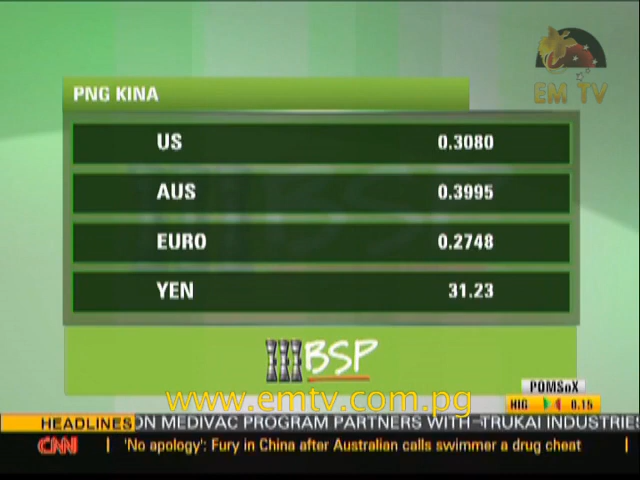 EM TV
PNG KINA
US 0.3080
AUS 0.3995
EURO 0.2748
YEN 31.23
BSP
www.emtv.com.pg
POMSoX
HIG 0.15
HEADLINES ON MEDIVAC PROGRAM PARTNERS WITH TRUKAI INDUSTRIES
CNN 'No apology': Fury in China after Australian calls swimmer a drug cheat